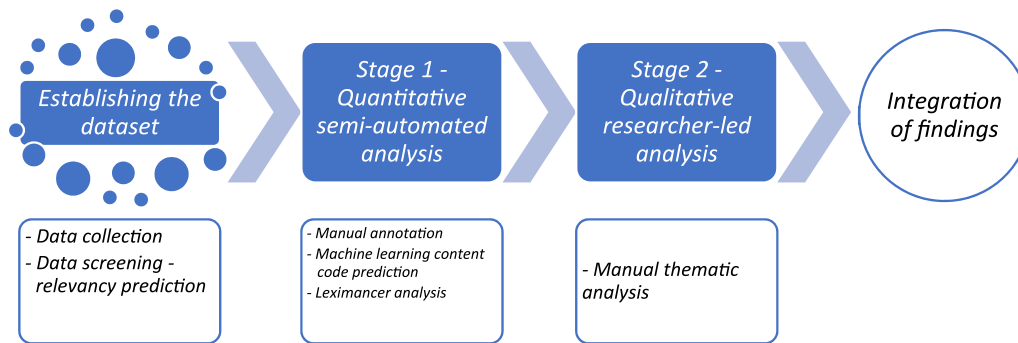 Establishing the
dataset
Stage 1 -
Quantitative
semi-automated
analysis
Stage 2 -
Qualitative
researcher-led
analysis
Integration
of findings
- Data collection
- Data screening -
relevancy prediction
- Manual annotation
- Machine learning content
code prediction
- Leximancer analysis
- Manual thematic
analysis